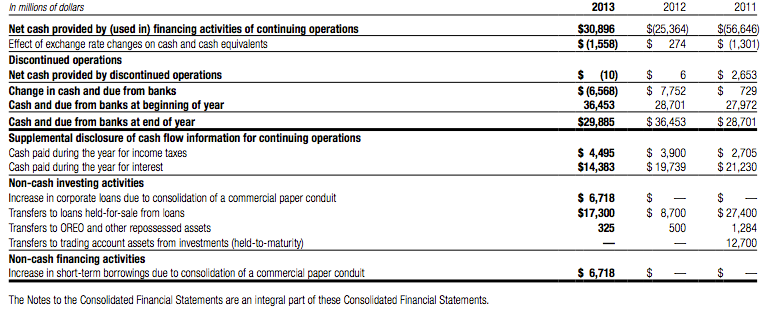 In millions of dollars 2013 2012 2011
Net cash provided by (used in) financing activities of continuing operations $30,896 $(25,364) $(56,646)
Effect of exchange rate changes on cash and cash equivalents $ (1,558) $ 274 $ (1,301)
Discontinued operations
Net cash provided by discontinued operations $ (10) $ 6 $ 2,653
Change in cash and due from banks $ (6,568) $ 7,752 $ 729
Cash and due from banks at beginning of year 36,453 28,701 27,972
Cash and due from banks at end of year $29,885 $ 36,453 $ 28,701
Supplemental disclosure of cash flow information for continuing operations
Cash paid during the year for income taxes $ 4,495 $ 3,900 $ 2,705
Cash paid during the year for interest $14,383 $ 19,739 $ 21,230
Non-cash investing activities
Increase in corporate loans due to consolidation of a commercial paper conduit $ 6,718 $ — $ —
Transfers to loans held-for-sale from loans $17,300 $ 8,700 $ 27,400
Transfers to OREO and other repossessed assets 325 500 1,284
Transfers to trading account assets from investments (held-to-maturity) — — 12,700
Non-cash financing activities
Increase in short-term borrowings due to consolidation of a commercial paper conduit $ 6,718 $ — $ —
The Notes to the Consolidated Financial Statements are an integral part of these Consolidated Financial Statements.